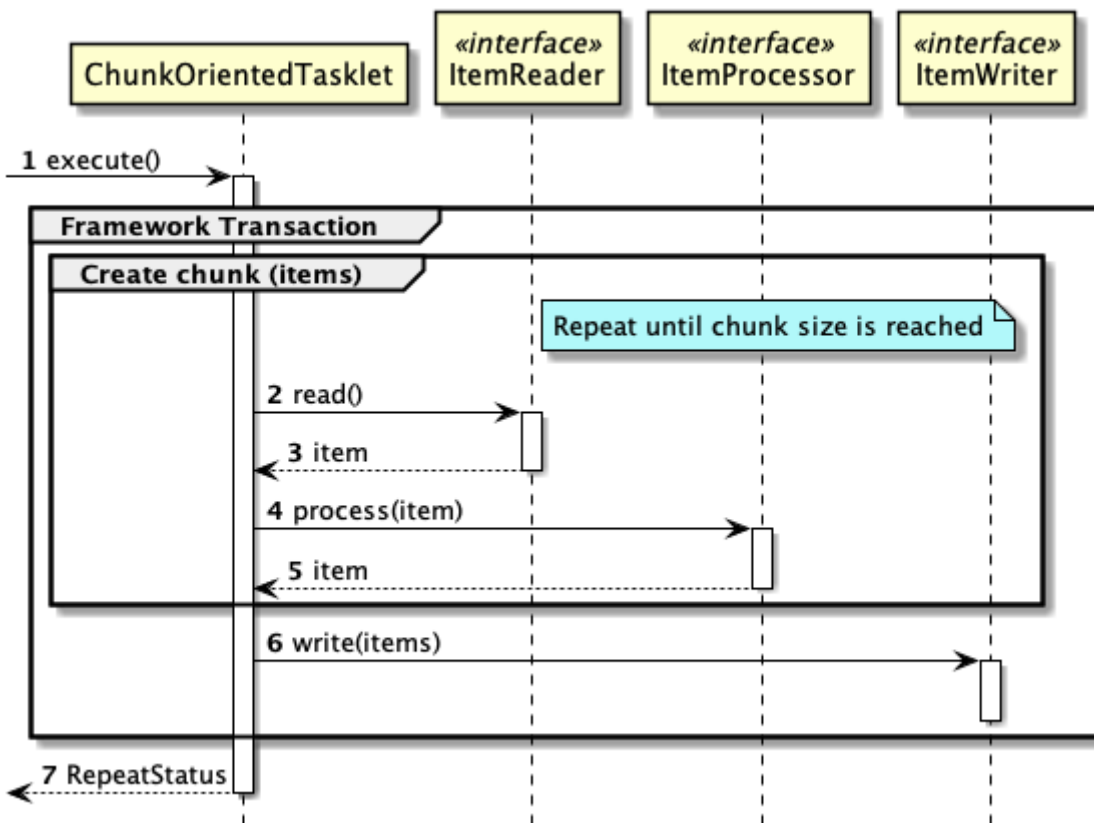 ChunkOrientedTasklet
«interface»
ItemReader
«interface»
ItemProcessor
«interface»
ItemWriter
1 execute()
Framework Transaction
Create chunk (items)
Repeat until chunk size is reached
2 read()
3 item
4 process(item)
5 item
6 write(items)
7 RepeatStatus